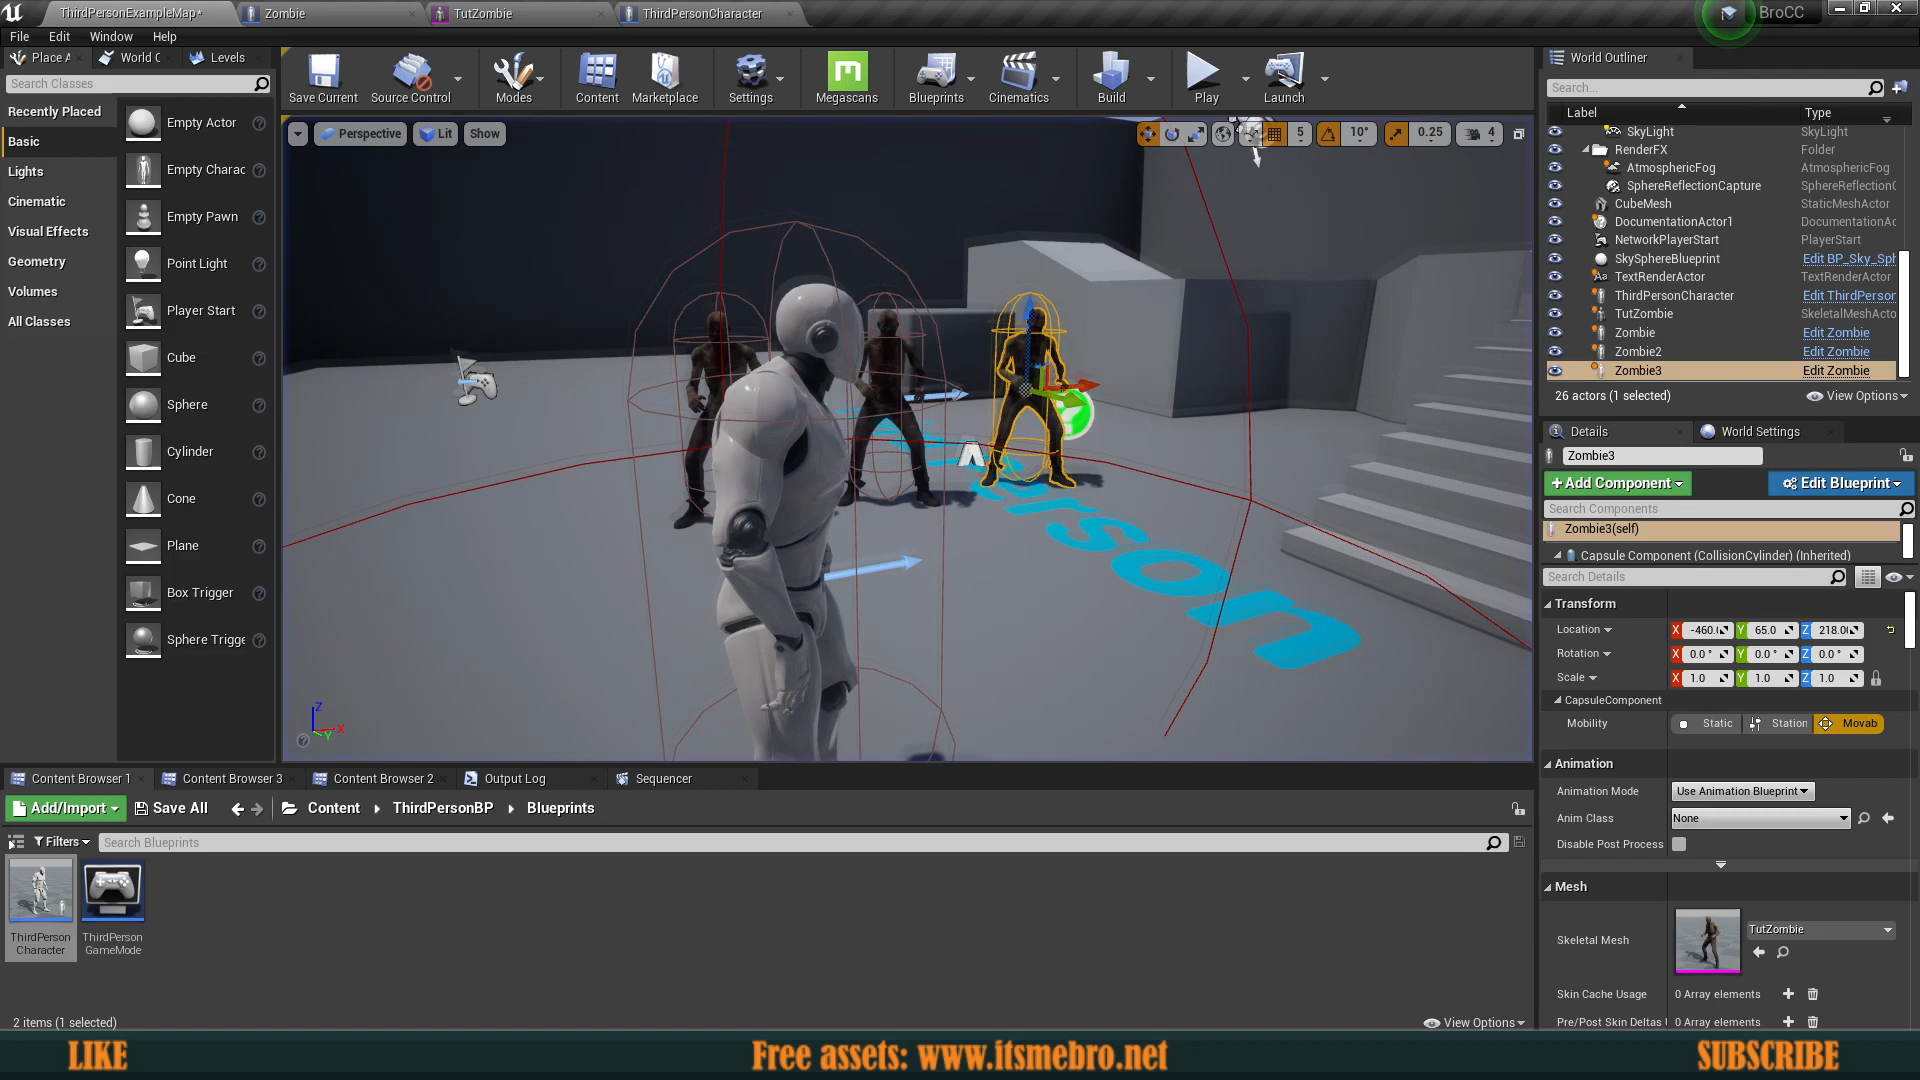 ThirdPersonExampleMap*
Zombie
TutZombie
ThirdPersonCharacter
BroCC
File Edit Window Help
Place A
World C
Levels
Search Classes
Recently Placed
Basic
Lights
Cinematic
Visual Effects
Geometry
Volumes
All Classes
Empty Actor
Empty Charac
Empty Pawn
Point Light
Player Start
Cube
Sphere
Cylinder
Cone
Plane
Box Trigger
Sphere Trigge
Save Current
Source Control
Modes
Content
Marketplace
Settings
Megascans
Blueprints
Cinematics
Build
Play
Launch
Perspective
Lit
Show
5
10°
0.25
4
erson
Z
X
Y
World Outliner
Search...
Label Type
SkyLight SkyLight
RenderFX Folder
AtmosphericFog AtmosphericFog
SphereReflectionCapture SphereReflectionC
CubeMesh StaticMeshActor
DocumentationActor1 DocumentationAc
NetworkPlayerStart PlayerStart
SkySphereBlueprint Edit BP_Sky_Sph
TextRenderActor TextRenderActor
ThirdPersonCharacter Edit ThirdPerson
TutZombie SkeletalMeshActo
Zombie Edit Zombie
Zombie2 Edit Zombie
Zombie3 Edit Zombie
26 actors (1 selected)
View Options
Details
World Settings
Zombie3
+Add Component
Edit Blueprint
Search Components
Zombie3(self)
Capsule Component (CollisionCylinder) (Inherited)
Search Details
Transform
Location X -460.0 Y 65.0 Z 218.0
Rotation X 0.0° Y 0.0° Z 0.0°
Scale X 1.0 Y 1.0 Z 1.0
CapsuleComponent
Mobility Static Station Movab
Animation
Animation Mode Use Animation Blueprint
Anim Class None
Disable Post Process
Mesh
Skeletal Mesh TutZombie
Skin Cache Usage 0 Array elements
Pre/Post Skin Deltas U 0 Array elements
Content Browser 1
Content Browser 3
Content Browser 2
Output Log
Sequencer
Add/Import
Save All
Content
ThirdPersonBP
Blueprints
Filters
Search Blueprints
ThirdPerson
Character
ThirdPerson
GameMode
2 items (1 selected)
View Options
LIKE
Free assets: www.itsmebro.net
SUBSCRIBE